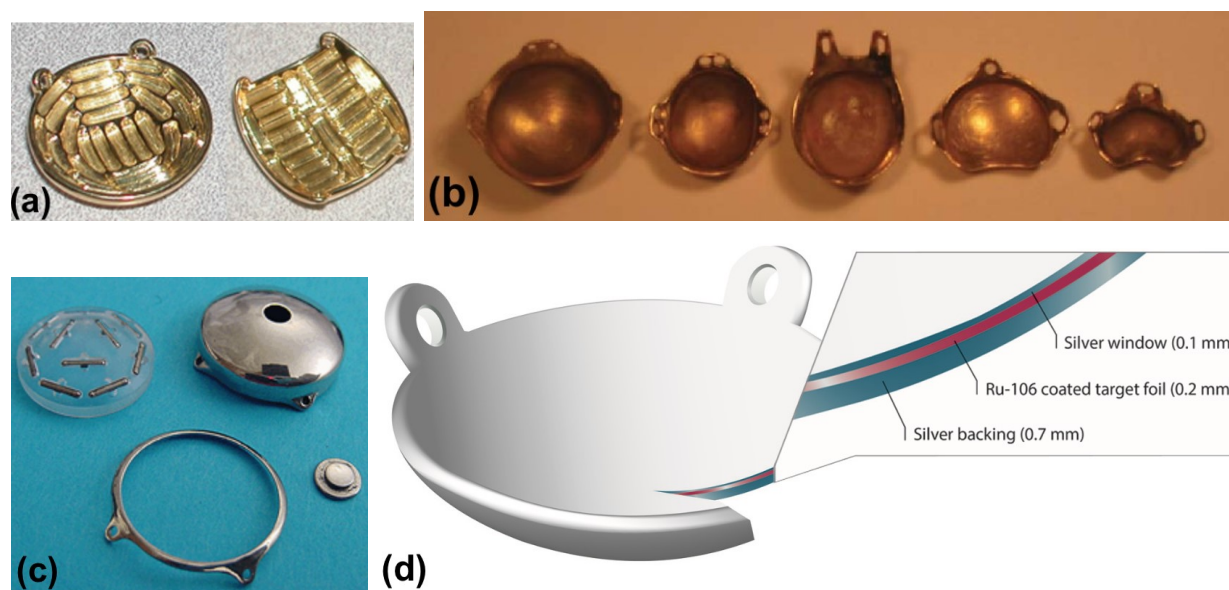 (a)
(b)
(c)
(d)
Silver window (0.1 mm
Ru-106 coated target foil (0.2 mm
Silver backing (0.7 mm)